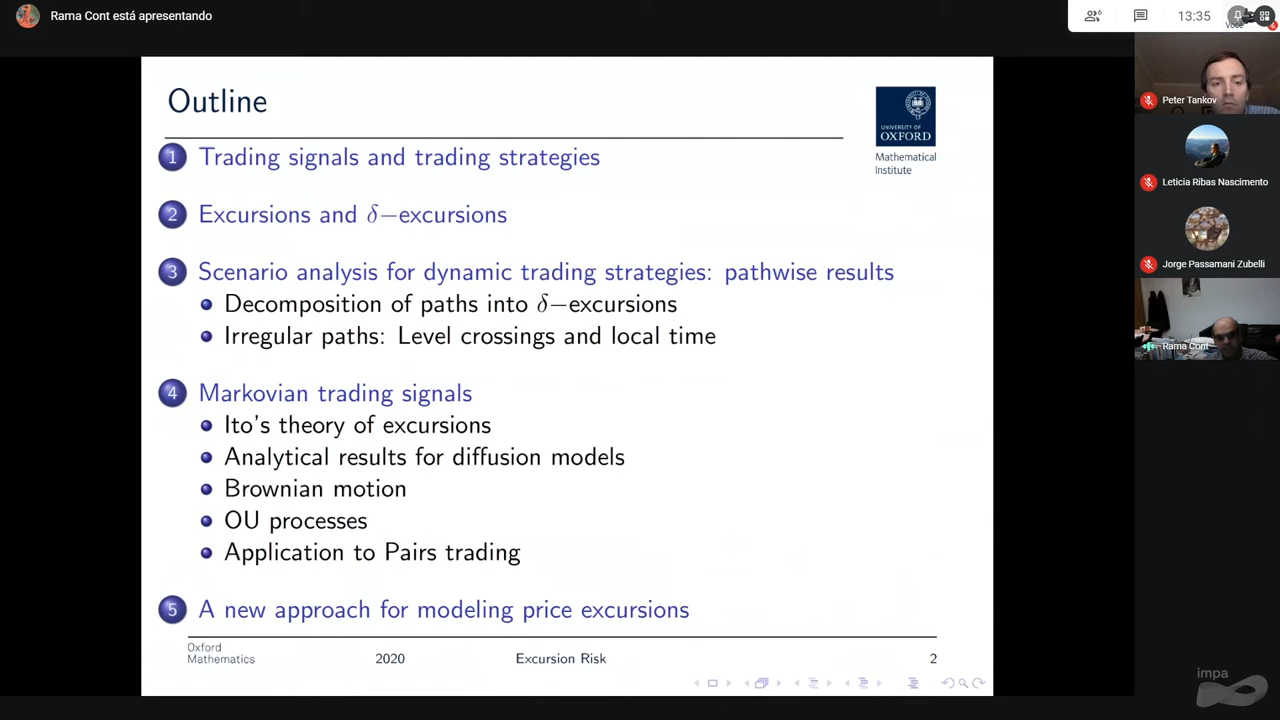 Rama Cont está apresentando
6
13:35
Você
Outline
UNIVERSITY OF
OXFORD
Mathematical
Institute
1 Trading signals and trading strategies
2 Excursions and δ−excursions
3 Scenario analysis for dynamic trading strategies: pathwise results
Decomposition of paths into δ−excursions
Irregular paths: Level crossings and local time
4 Markovian trading signals
Ito's theory of excursions
Analytical results for diffusion models
Brownian motion
OU processes
Application to Pairs trading
5 A new approach for modeling price excursions
Oxford
Mathematics
2020
Excursion Risk
2
Peter Tankov
Leticia Ribas Nascimento
Jorge Passamani Zubelli
Rama Cont
impa